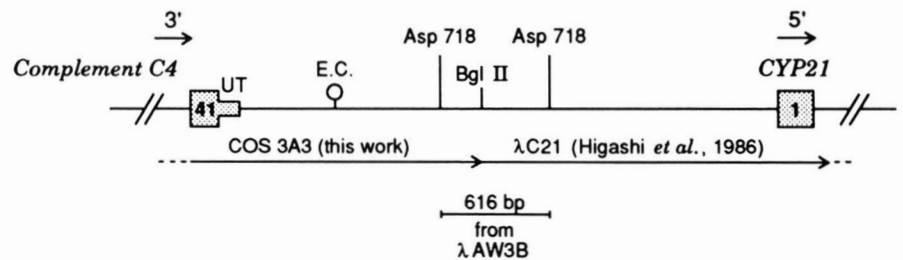 3'
5'
Asp 718
Asp 718
Complement C4
UT
E.C.
Bgl II
CYP21
41
1
COS 3A3 (this work)
λC21 (Higashi et al., 1986)
616 bp
from
λAW3B